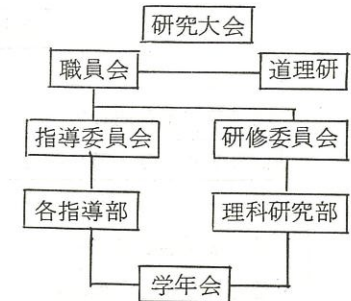 研究大会
職員会
道理研
指導委員会
研修委員会
各指導部
理科研究部
学年会